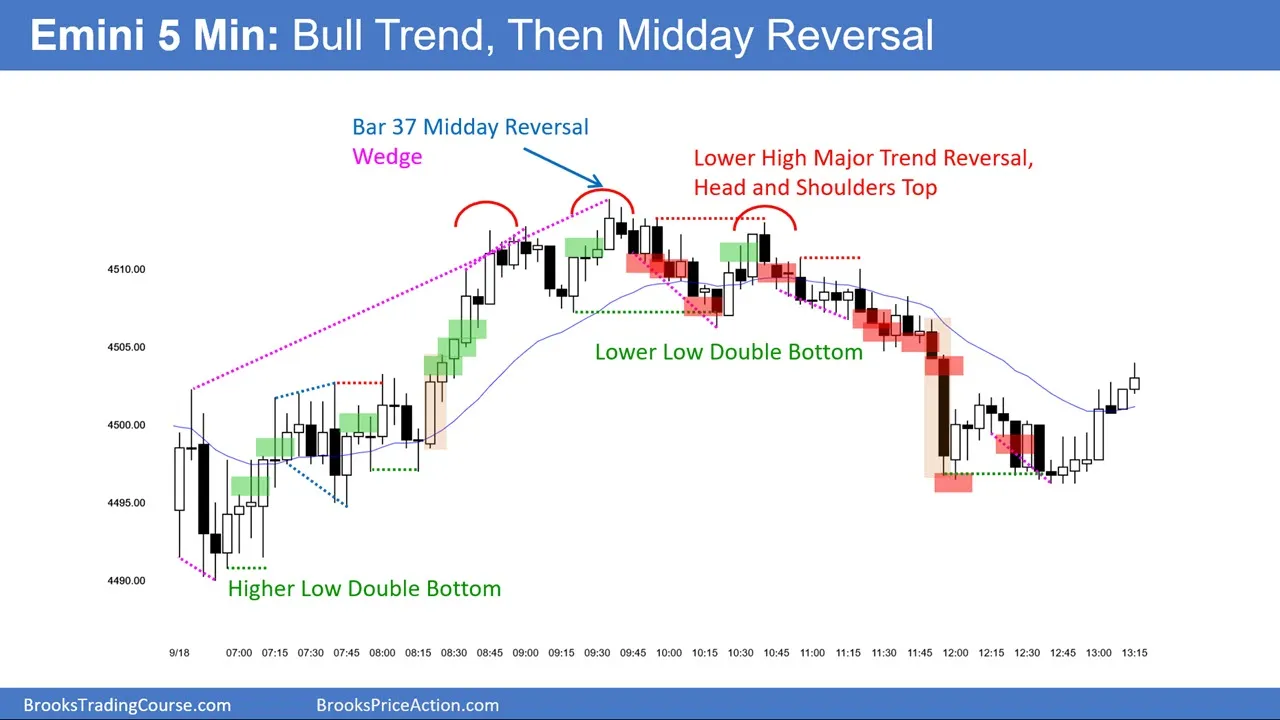 Emini 5 Min: Bull Trend, Then Midday Reversal
Bar 37 Midday Reversal
Wedge
Lower High Major Trend Reversal,
Head and Shoulders Top
4510.00
4505.00
Lower Low Double Bottom
4500.00
4495.00
4490.00
Higher Low Double Bottom
9/18 07:00 07:15 07:30 07:45 08:00 08:15 08:30 08:45 09:00 09:15 09:30 09:45 10:00 10:15 10:30 10:45 11:00 11:15 11:30 11:45 12:00 12:15 12:30 12:45 13:00 13:15
BrooksTradingCourse.com BrooksPriceAction.com